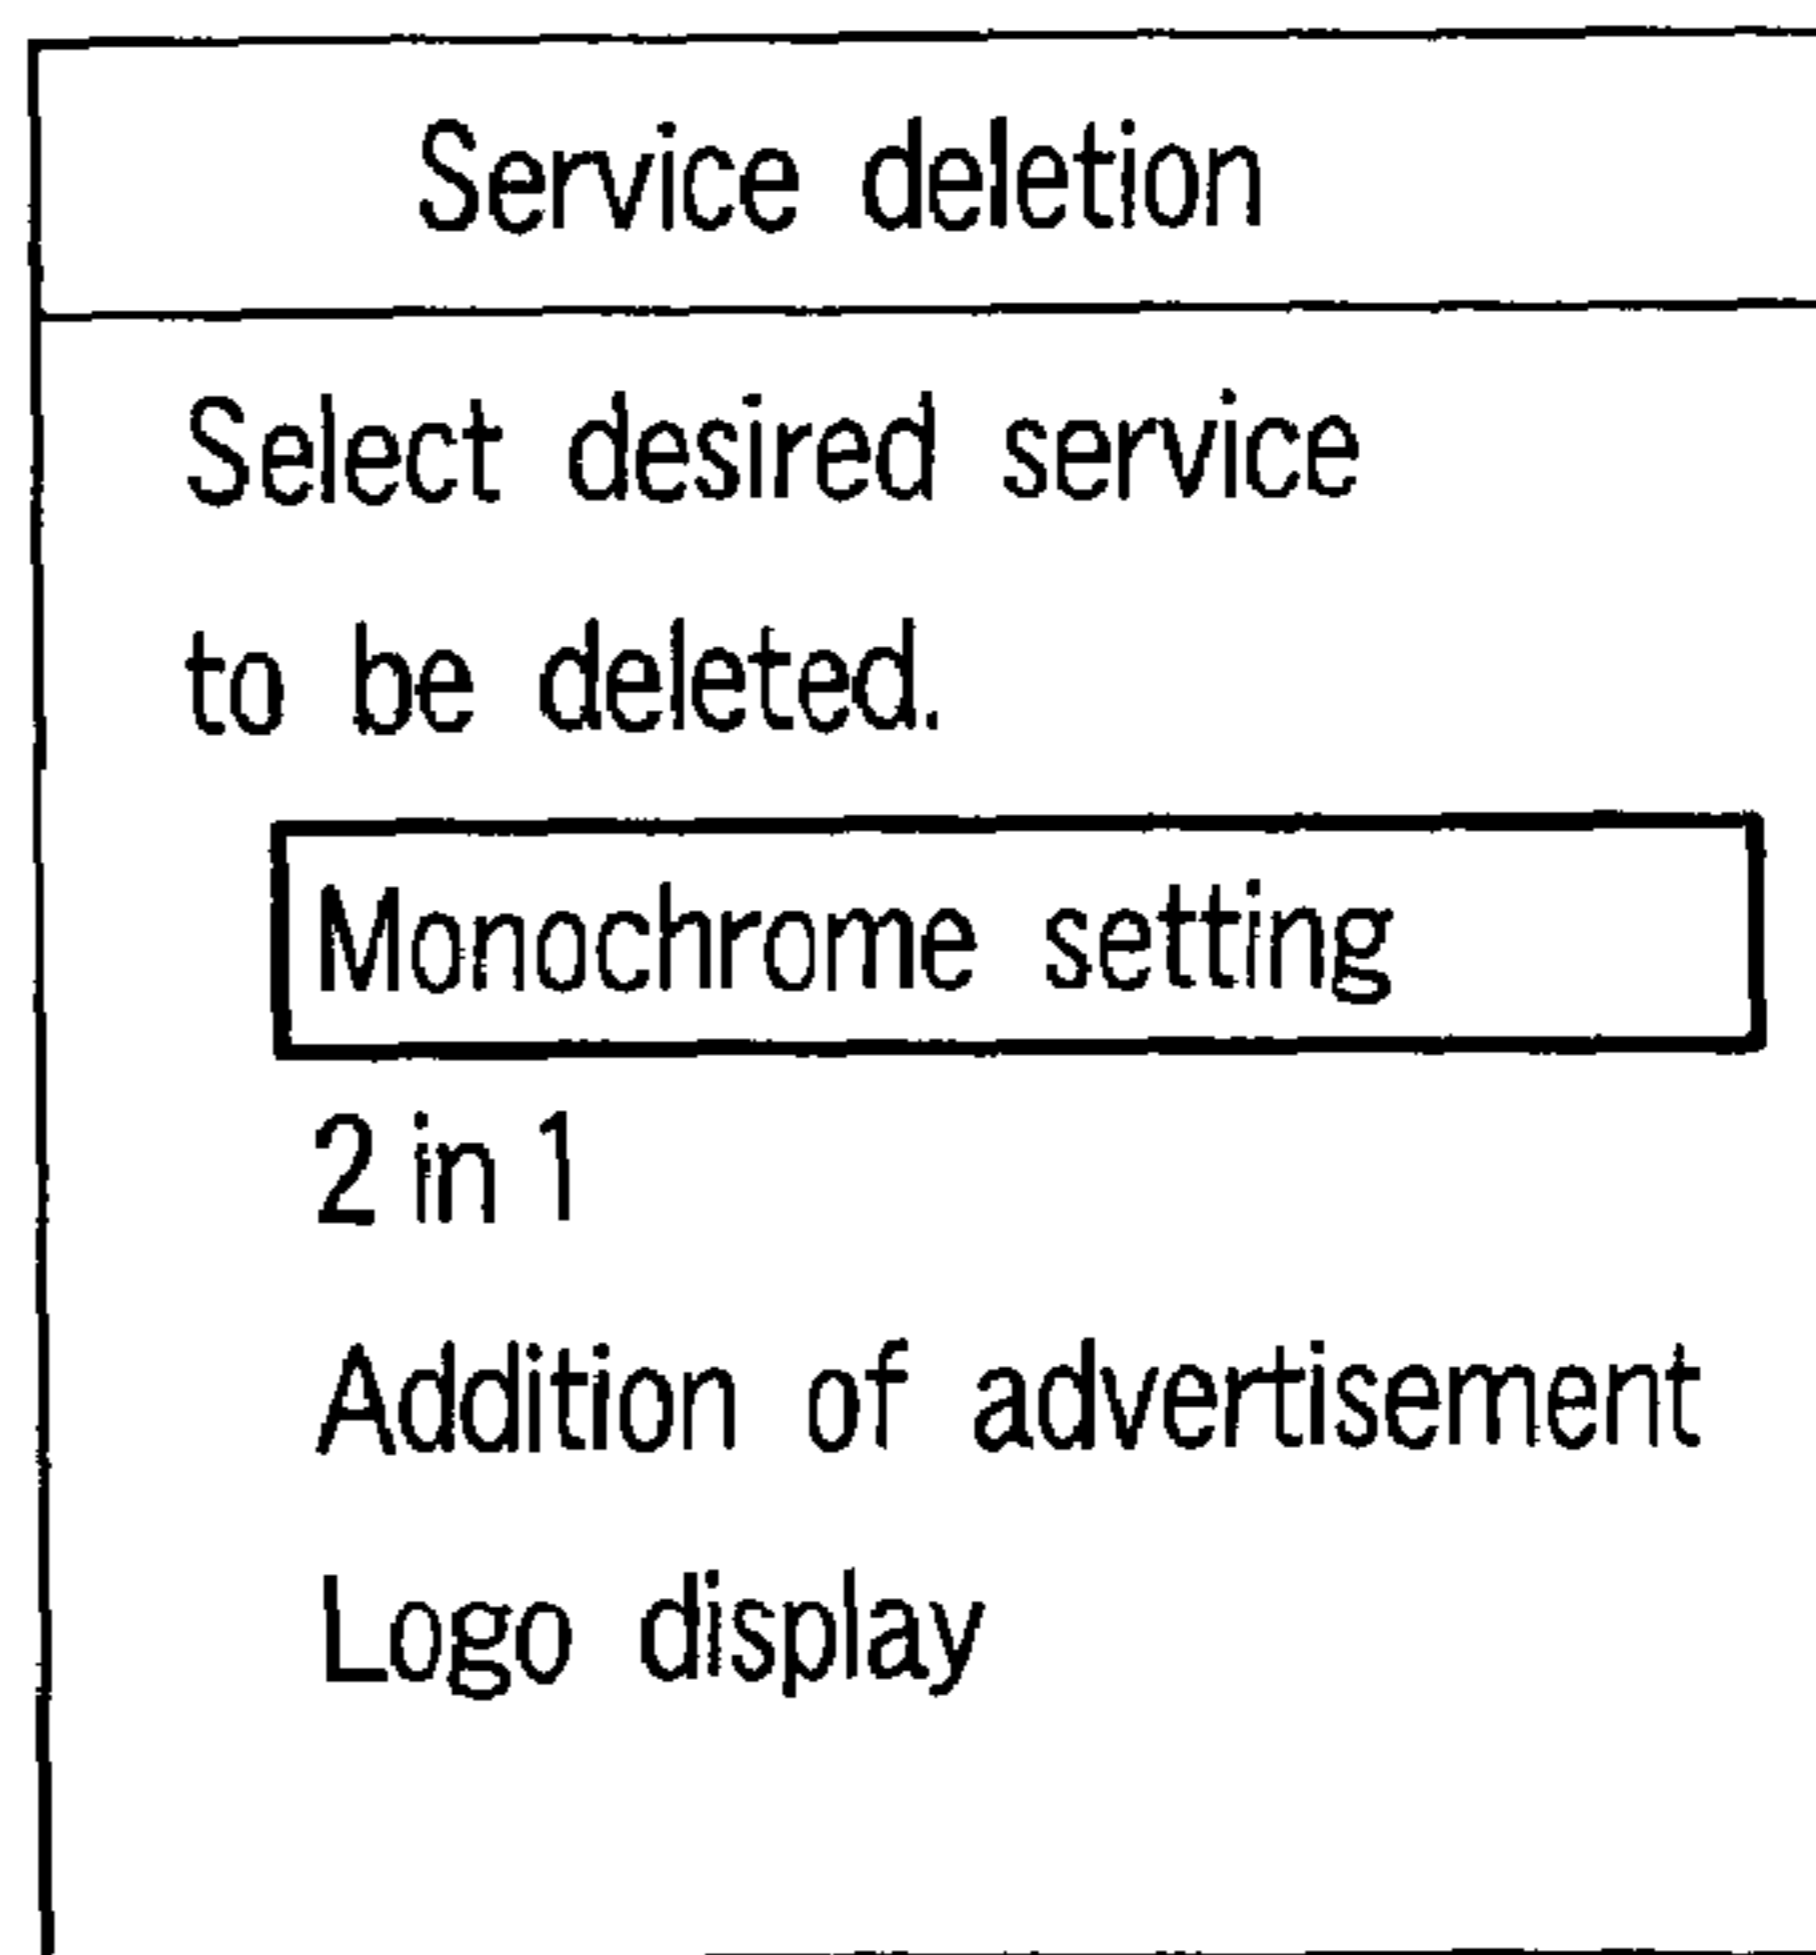 Service deletion
Select desired service
to be deleted.
Monochrome setting
2 in 1
Addition of advertisement
Logo display